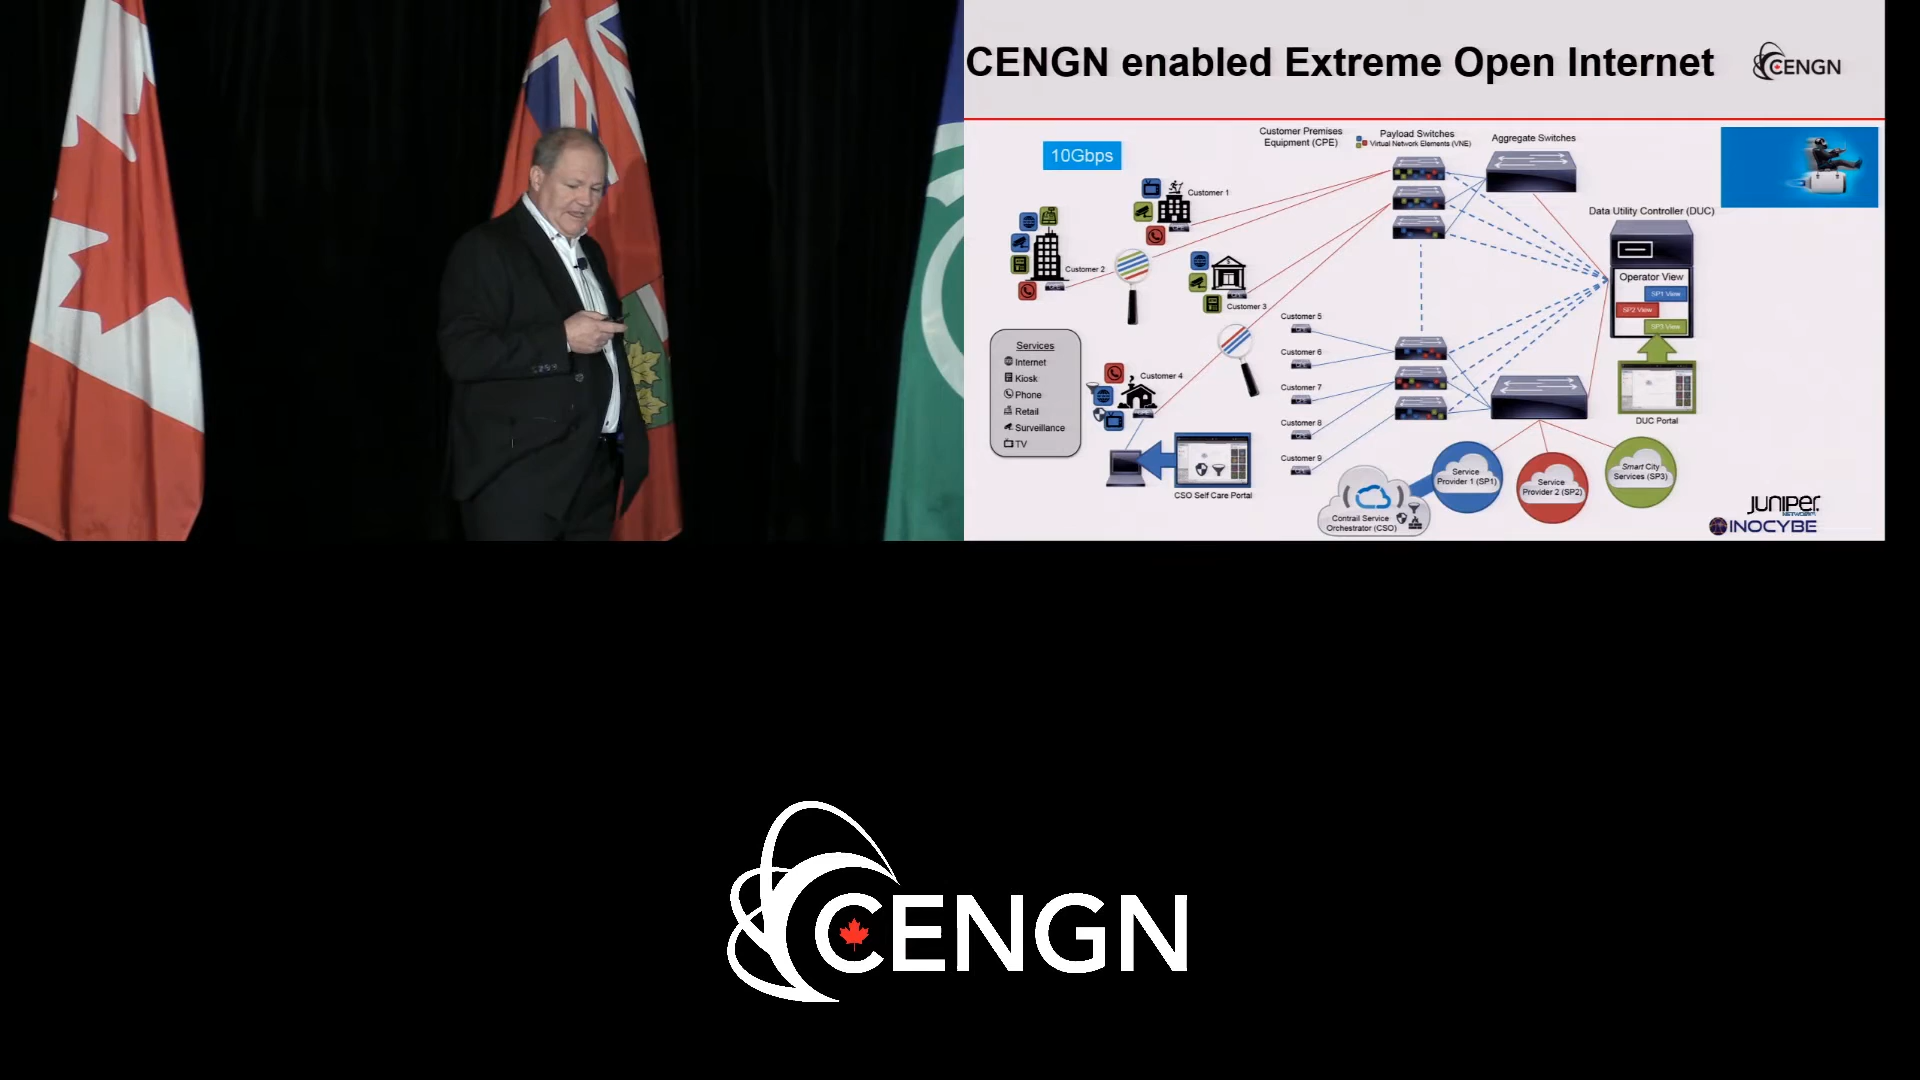 CENGN enabled Extreme Open Internet
CENGN
10Gbps
Customer Premises
Equipment (CPE)
Payload Switches
Virtual Network Elements (VNE)
Aggregate Switches
Customer 1
Data Utility Controller (DUC)
Customer 2
Customer 3
Operator View
SP1 View
SP2 View
SP3 View
Customer 5
Customer 6
Customer 7
Customer 8
Customer 9
Services
Internet
Kiosk
Phone
Retail
Surveillance
TV
Customer 4
DUC Portal
CSO Self Care Portal
Service
Provider 1 (SP1)
Service
Provider 2 (SP2)
Smart City
Services (SP3)
Contrail Service
Orchestrator (CSO)
JUNIPER
NETWORKS
INOCYBE
CENGN